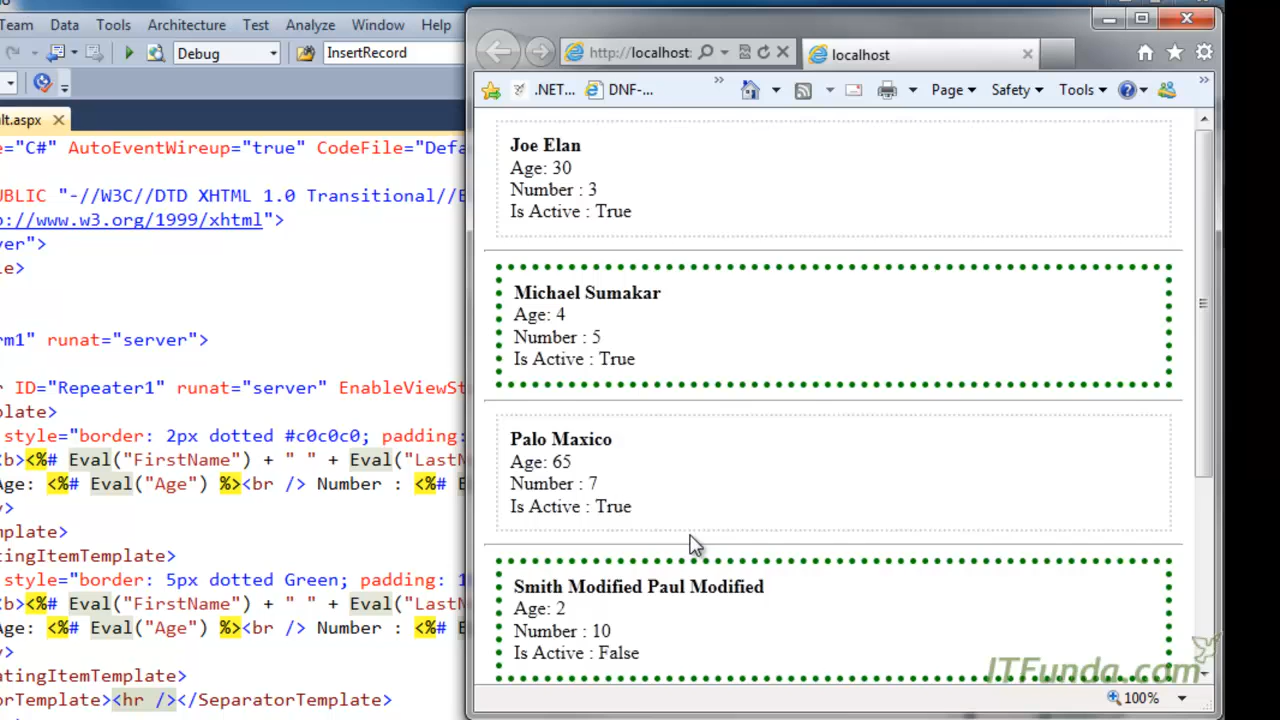 Team Data Tools Architecture Test Analyze Window Help
Debug InsertRecord
lt.aspx
="C#" AutoEventWireup="true" CodeFile="Defa
UBLIC "-//W3C//DTD XHTML 1.0 Transitional//E
p://www.w3.org/1999/xhtml">
ver">
le>
rm1" runat="server">
r ID="Repeater1" runat="server" EnableViewSt
plate>
style="border: 2px dotted #c0c0c0; padding:
b><%# Eval("FirstName") + " " + Eval("LastN
Age: <%# Eval("Age") %><br /> Number : <%# E
>
mplate>
tingItemTemplate>
style="border: 5px dotted Green; padding: 1
b><%# Eval("FirstName") + " " + Eval("LastN
Age: <%# Eval("Age") %><br /> Number : <%# E
>
atingItemTemplate>
orTemplate><hr /></SeparatorTemplate>
http://localhost:
localhost
.NET... DNF-...
Page Safety Tools
Joe Elan
Age: 30
Number : 3
Is Active : True
Michael Sumakar
Age: 4
Number : 5
Is Active : True
Palo Maxico
Age: 65
Number : 7
Is Active : True
Smith Modified Paul Modified
Age: 2
Number : 10
Is Active : False
ITFunda.com
100%